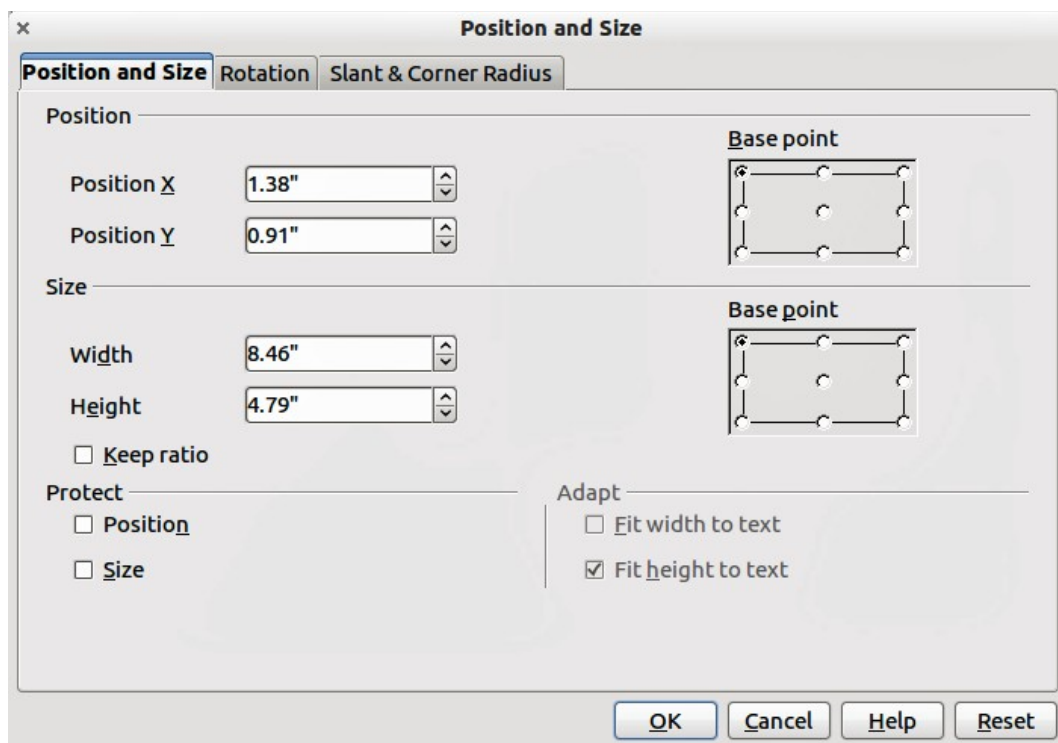 Position and Size
Position and Size Rotation Slant & Corner Radius
Position
Base point
Position X 1.38"
Position Y 0.91"
Size
Base point
Width 8.46"
Height 4.79"
Keep ratio
Protect Adapt
Position Fit width to text
Size Fit height to text
OK Cancel Help Reset